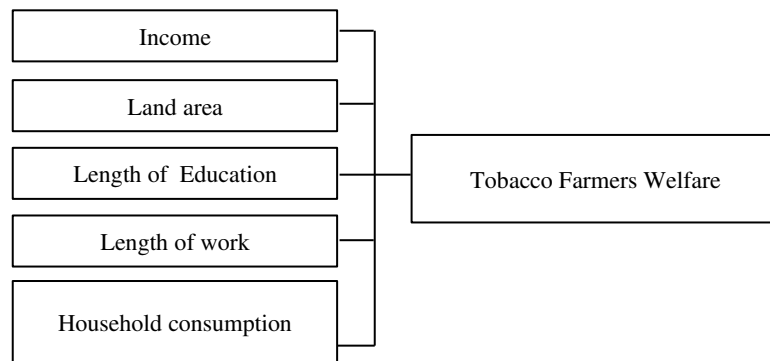 Income
Land area
Length of Education
Tobacco Farmers Welfare
Length of work
Household consumption